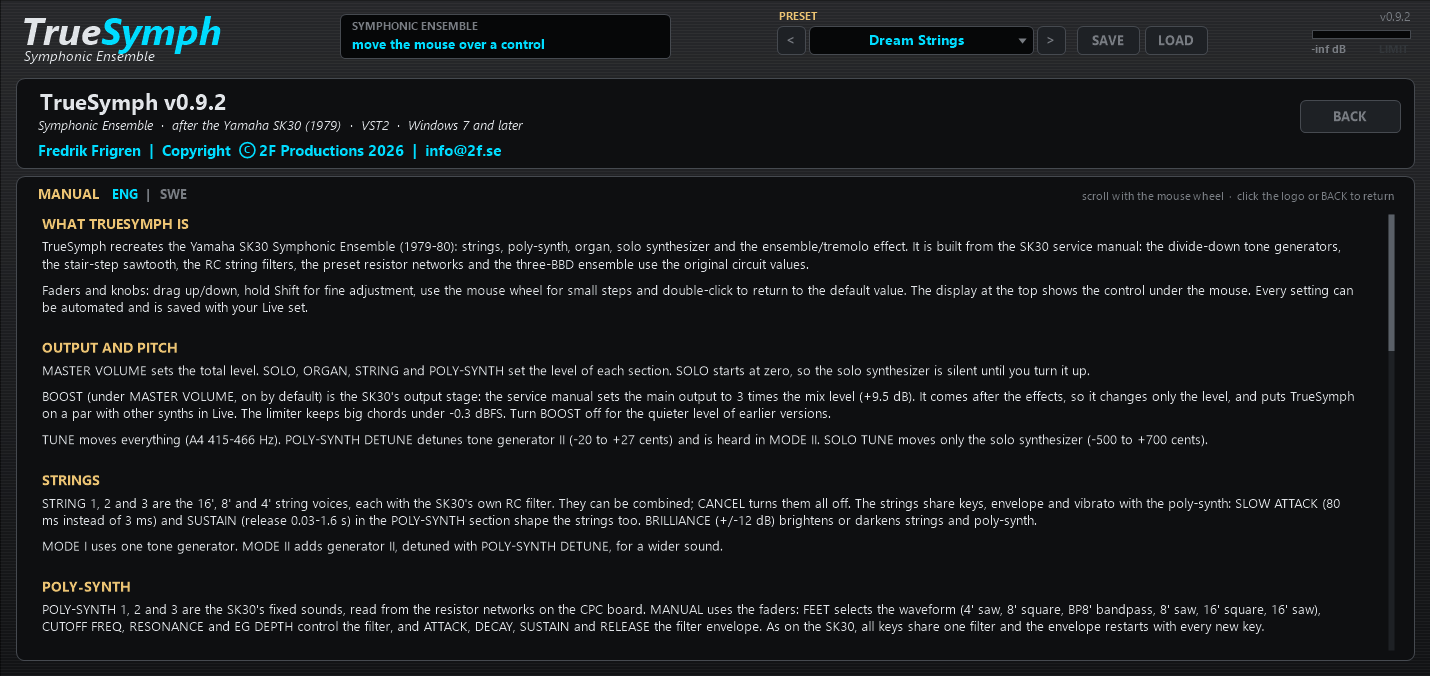 TrueSymph
Symphonic Ensemble
SYMPHONIC ENSEMBLE
move the mouse over a control
PRESET
< Dream Strings > SAVE LOAD
v0.9.2
-inf dB LIMIT
TrueSymph v0.9.2
Symphonic Ensemble · after the Yamaha SK30 (1979) · VST2 · Windows 7 and later
Fredrik Frigren | Copyright © 2F Productions 2026 | info@2f.se
BACK
MANUAL ENG | SWE
scroll with the mouse wheel · click the logo or BACK to return
WHAT TRUESYMPH IS
TrueSymph recreates the Yamaha SK30 Symphonic Ensemble (1979-80): strings, poly-synth, organ, solo synthesizer and the ensemble/tremolo effect. It is built from the SK30 service manual: the divide-down tone generators,
the stair-step sawtooth, the RC string filters, the preset resistor networks and the three-BBD ensemble use the original circuit values.
Faders and knobs: drag up/down, hold Shift for fine adjustment, use the mouse wheel for small steps and double-click to return to the default value. The display at the top shows the control under the mouse. Every setting can
be automated and is saved with your Live set.
OUTPUT AND PITCH
MASTER VOLUME sets the total level. SOLO, ORGAN, STRING and POLY-SYNTH set the level of each section. SOLO starts at zero, so the solo synthesizer is silent until you turn it up.
BOOST (under MASTER VOLUME, on by default) is the SK30's output stage: the service manual sets the main output to 3 times the mix level (+9.5 dB). It comes after the effects, so it changes only the level, and puts TrueSymph
on a par with other synths in Live. The limiter keeps big chords under -0.3 dBFS. Turn BOOST off for the quieter level of earlier versions.
TUNE moves everything (A4 415-466 Hz). POLY-SYNTH DETUNE detunes tone generator II (-20 to +27 cents) and is heard in MODE II. SOLO TUNE moves only the solo synthesizer (-500 to +700 cents).
STRINGS
STRING 1, 2 and 3 are the 16', 8' and 4' string voices, each with the SK30's own RC filter. They can be combined; CANCEL turns them all off. The strings share keys, envelope and vibrato with the poly-synth: SLOW ATTACK (80
ms instead of 3 ms) and SUSTAIN (release 0.03-1.6 s) in the POLY-SYNTH section shape the strings too. BRILLIANCE (+/-12 dB) brightens or darkens strings and poly-synth.
MODE I uses one tone generator. MODE II adds generator II, detuned with POLY-SYNTH DETUNE, for a wider sound.
POLY-SYNTH
POLY-SYNTH 1, 2 and 3 are the SK30's fixed sounds, read from the resistor networks on the CPC board. MANUAL uses the faders: FEET selects the waveform (4' saw, 8' square, BP8' bandpass, 8' saw, 16' square, 16' saw),
CUTOFF FREQ, RESONANCE and EG DEPTH control the filter, and ATTACK, DECAY, SUSTAIN and RELEASE the filter envelope. As on the SK30, all keys share one filter and the envelope restarts with every new key.